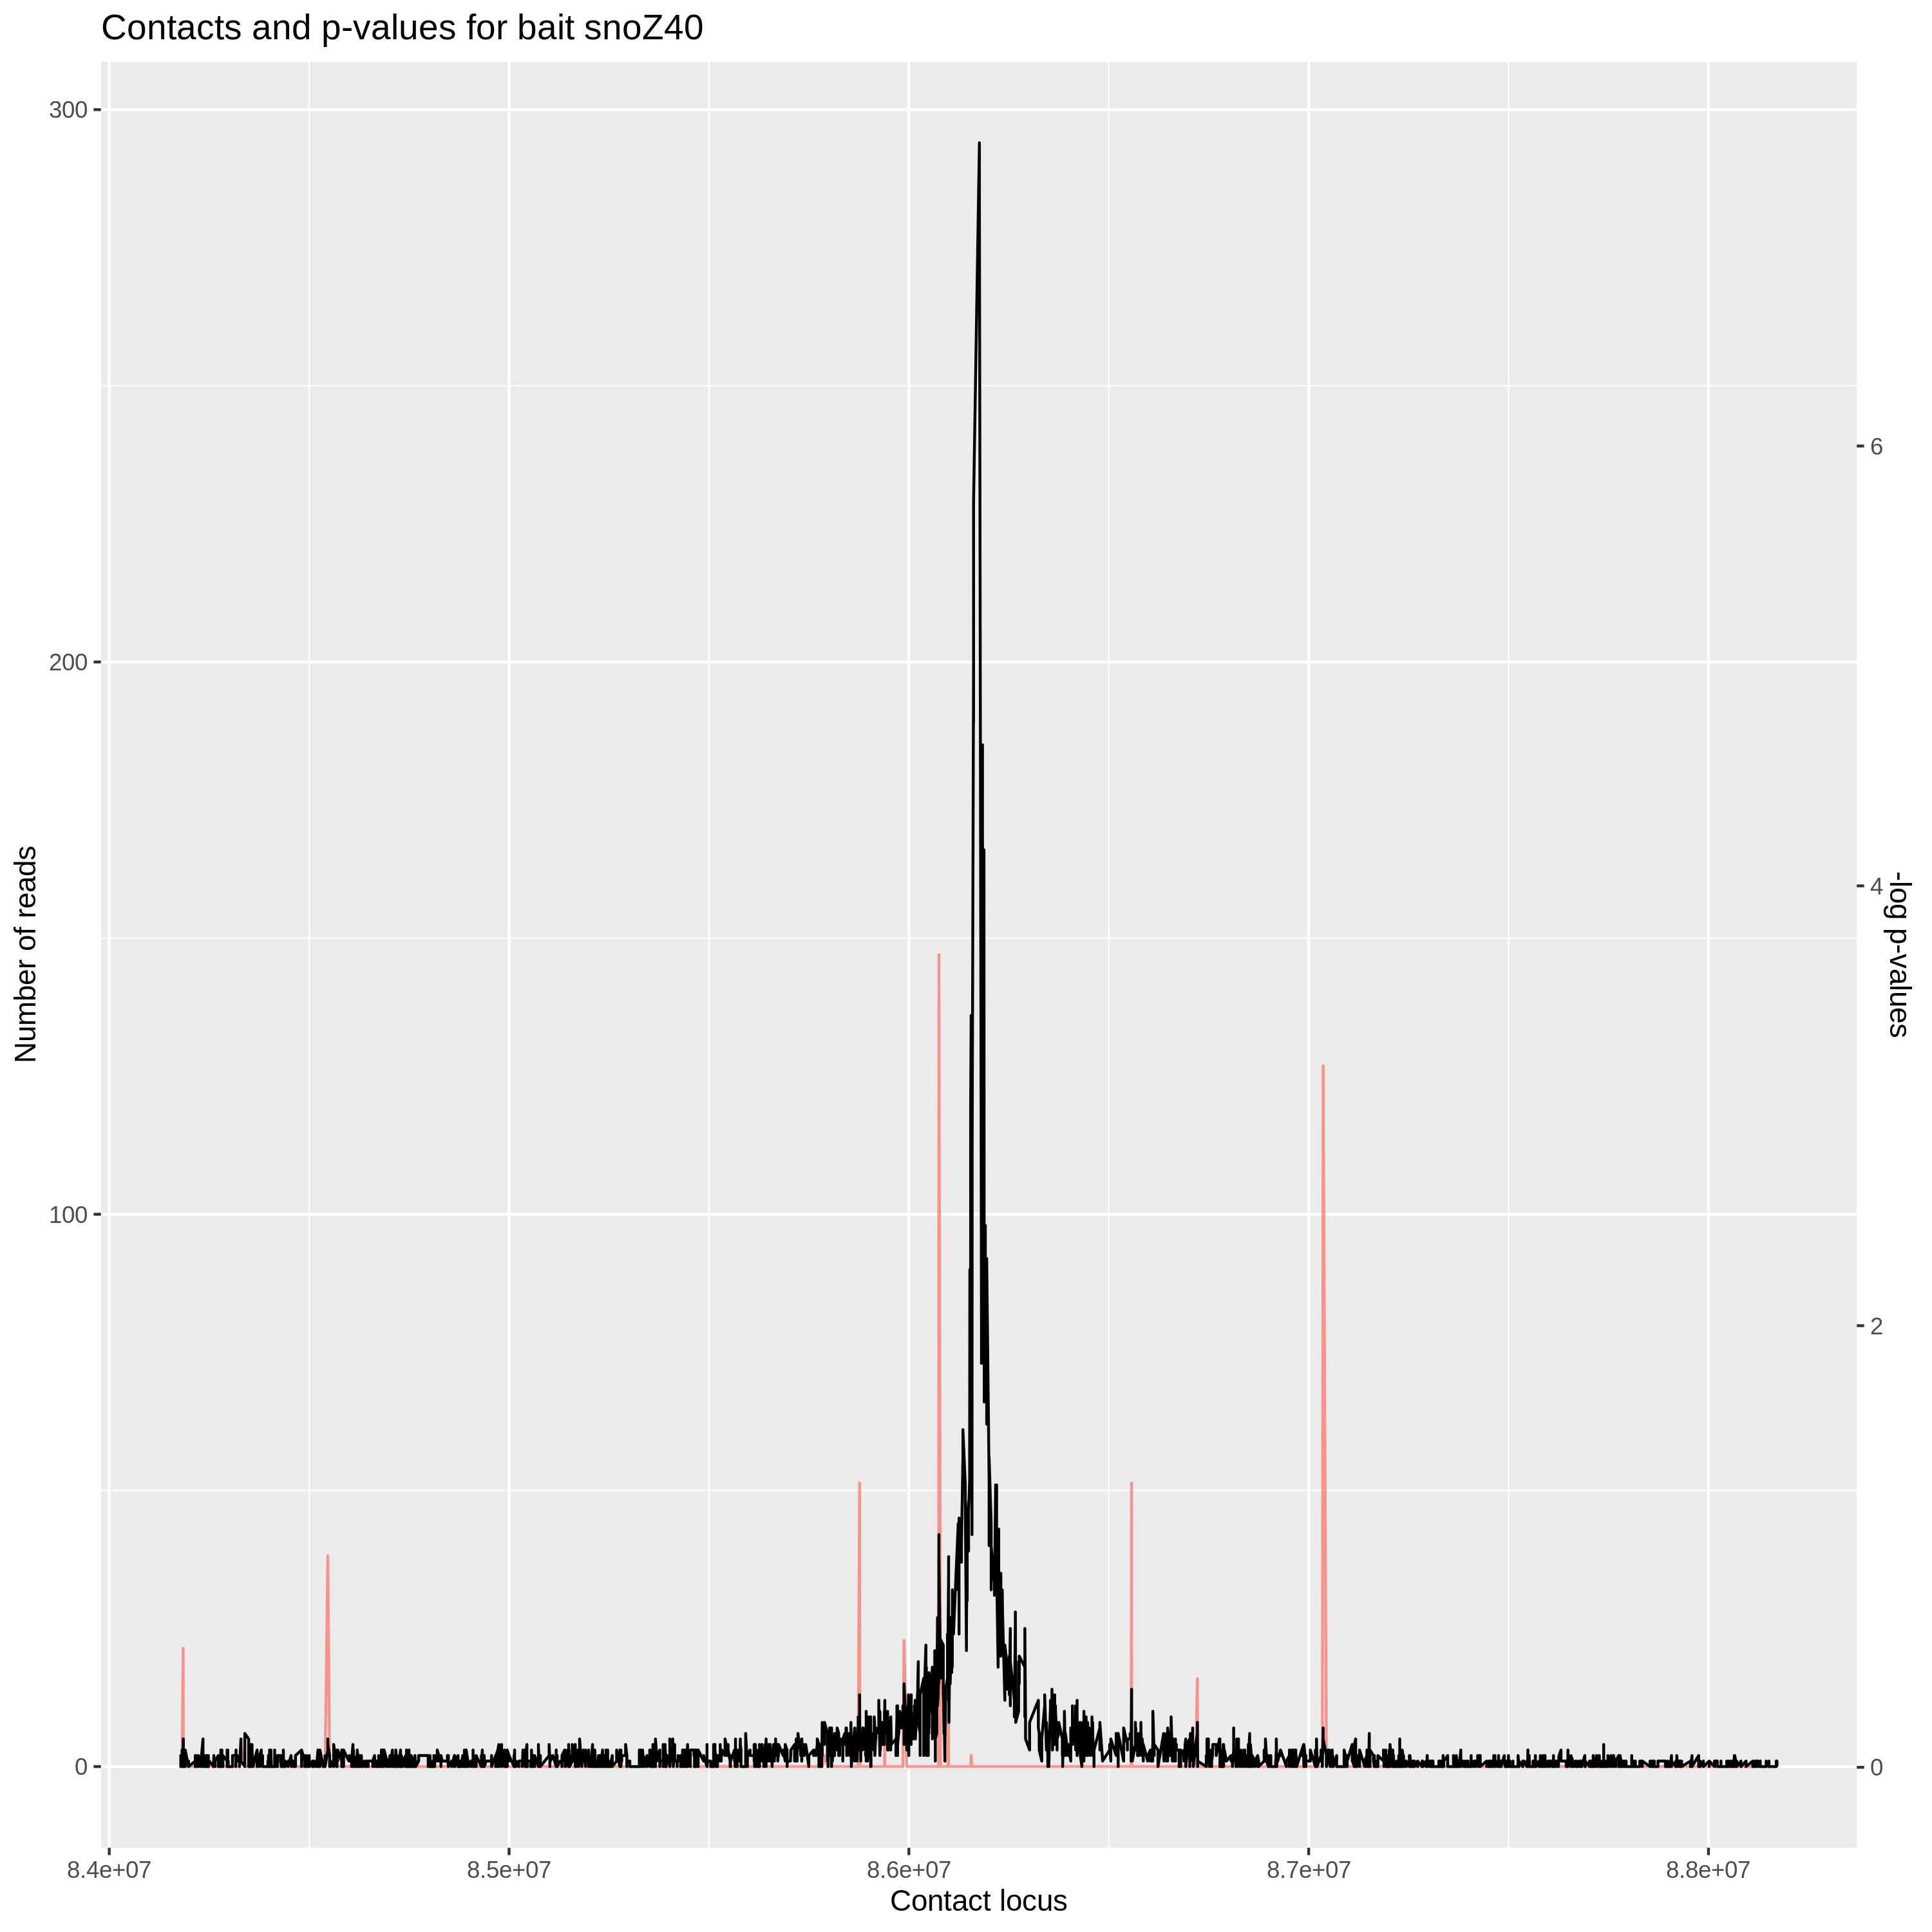 Contacts and p-values for bait snoZ40
300
200
100
0
Number of reads
6
4
2
0
-log p-values
8.4e+07
8.5e+07
8.6e+07
8.7e+07
8.8e+07
Contact locus